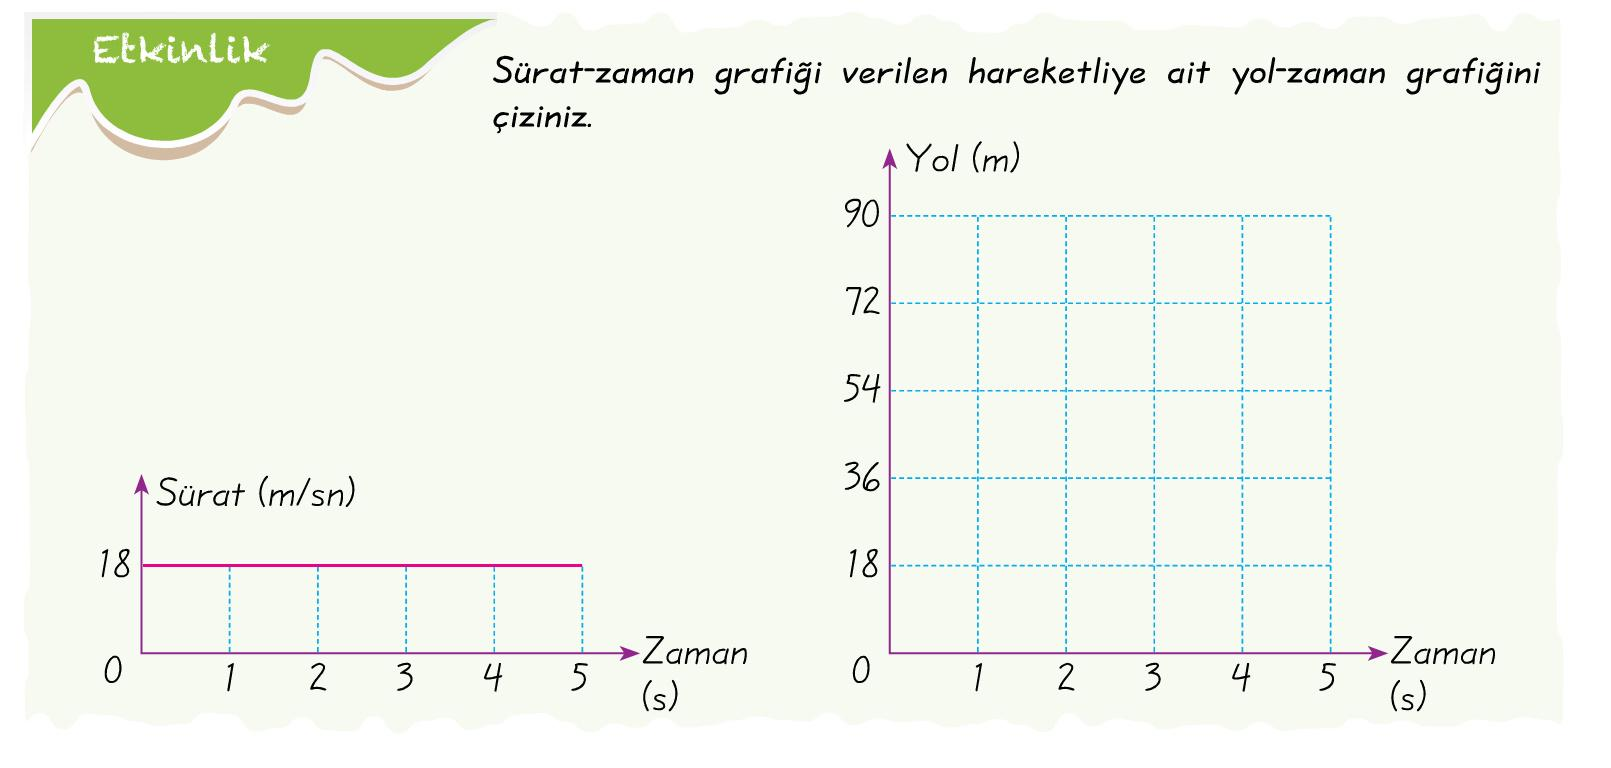 Etkinlik
Sürat-zaman grafiği verilen hareketliye ait yol-zaman grafiğini
çiziniz.
Sürat (m/sn)
18
0
1 2 3 4 5
Zaman
(s)
Yol (m)
90
72
54
36
18
0
1 2 3 4 5
Zaman
(s)